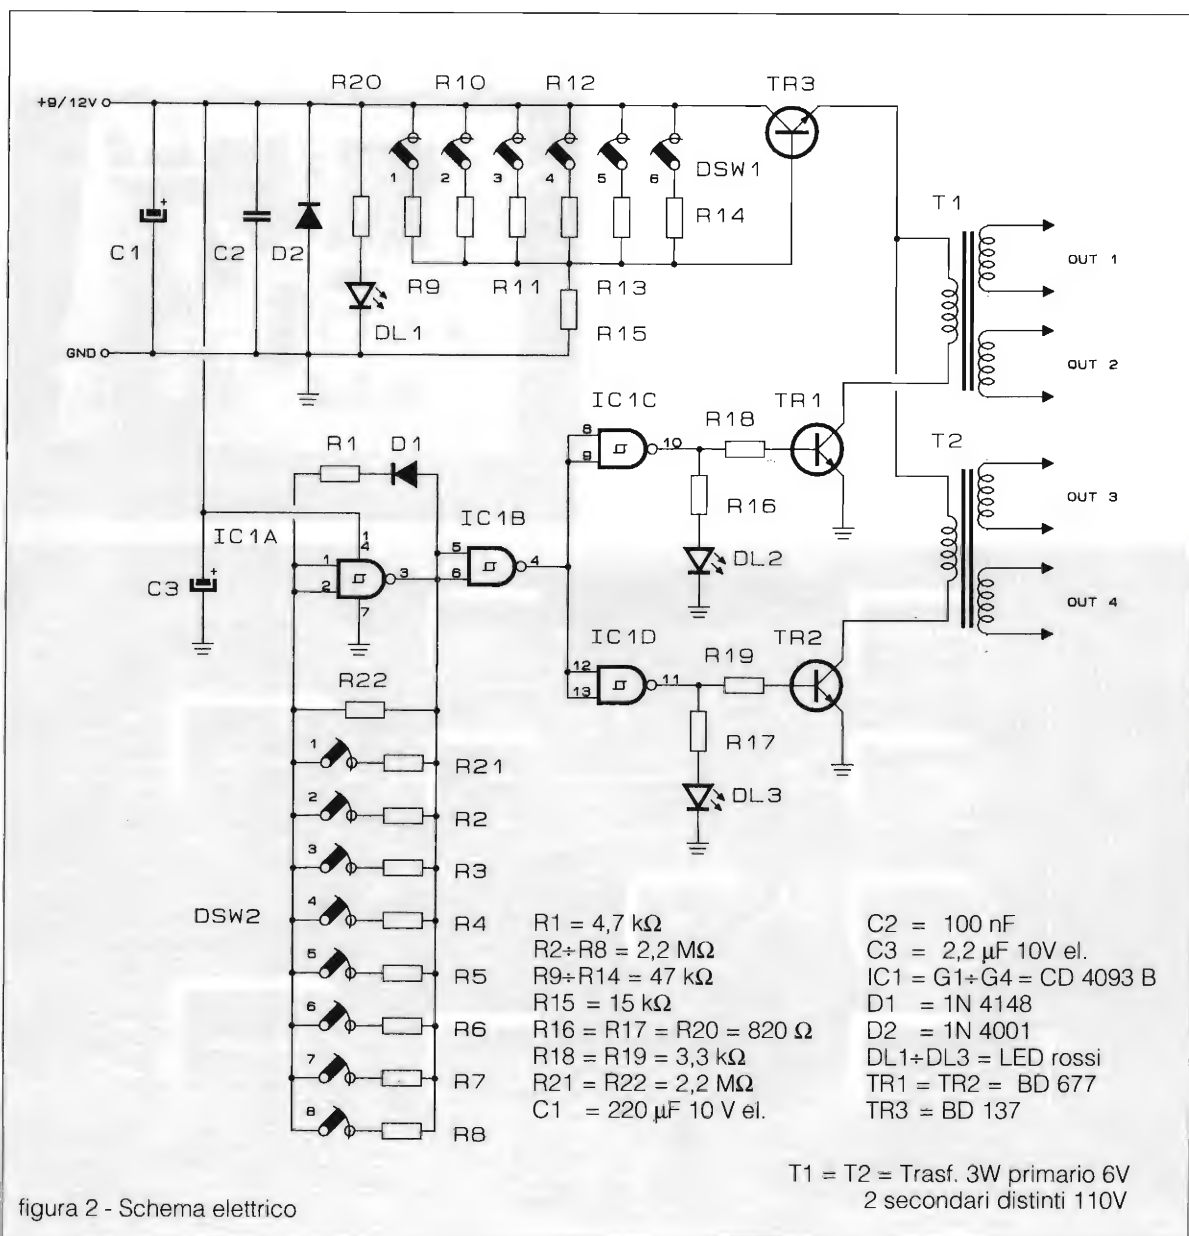 R20 R10 R12 TR3
+9/12V
1 2 3 4 5 6 DSW1
C1 + C2 D2 R14
T1
OUT 1
R9 R11 R13
DL1 R15
GND
OUT 2
IC1C
R18 TR1
8 9 10
R1 D1
T2
IC1B
R16
OUT 3
IC1A
1 4
5 6 4
DL2
1 2 3
C3 +
7
OUT 4
IC1D
R19 TR2
12 13 11
R22
R17
1 R21
DL3
2 R2
3 R3
DSW2
4 R4
5 R5
6 R6
7 R7
8 R8
R1 = 4,7 kΩ
R2÷R8 = 2,2 MΩ
R9÷R14 = 47 kΩ
R15 = 15 kΩ
R16 = R17 = R20 = 820 Ω
R18 = R19 = 3,3 kΩ
R21 = R22 = 2,2 MΩ
C1 = 220 µF 10 V el.
C2 = 100 nF
C3 = 2,2 µF 10V el.
IC1 = G1÷G4 = CD 4093 B
D1 = 1N 4148
D2 = 1N 4001
DL1÷DL3 = LED rossi
TR1 = TR2 = BD 677
TR3 = BD 137
T1 = T2 = Trasf. 3W primario 6V
2 secondari distinti 110V
figura 2 - Schema elettrico